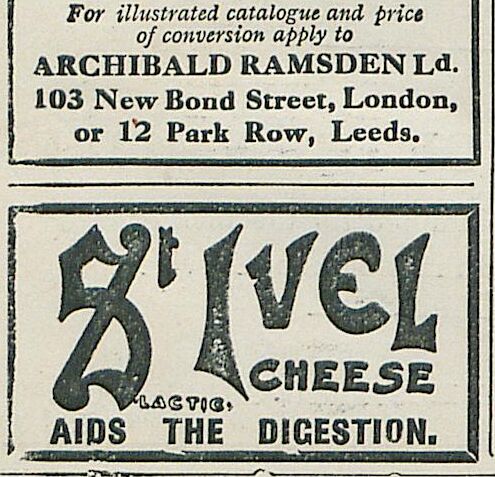 For illustrated catalogue and price
of conversion apply to
ARCHIBALD RAMSDEN Ld.
103 New Bond Street, London,
or 12 Park Row, Leeds.
St IVEL
CHEESE
LACTIC.
AIDS THE DIGESTION.